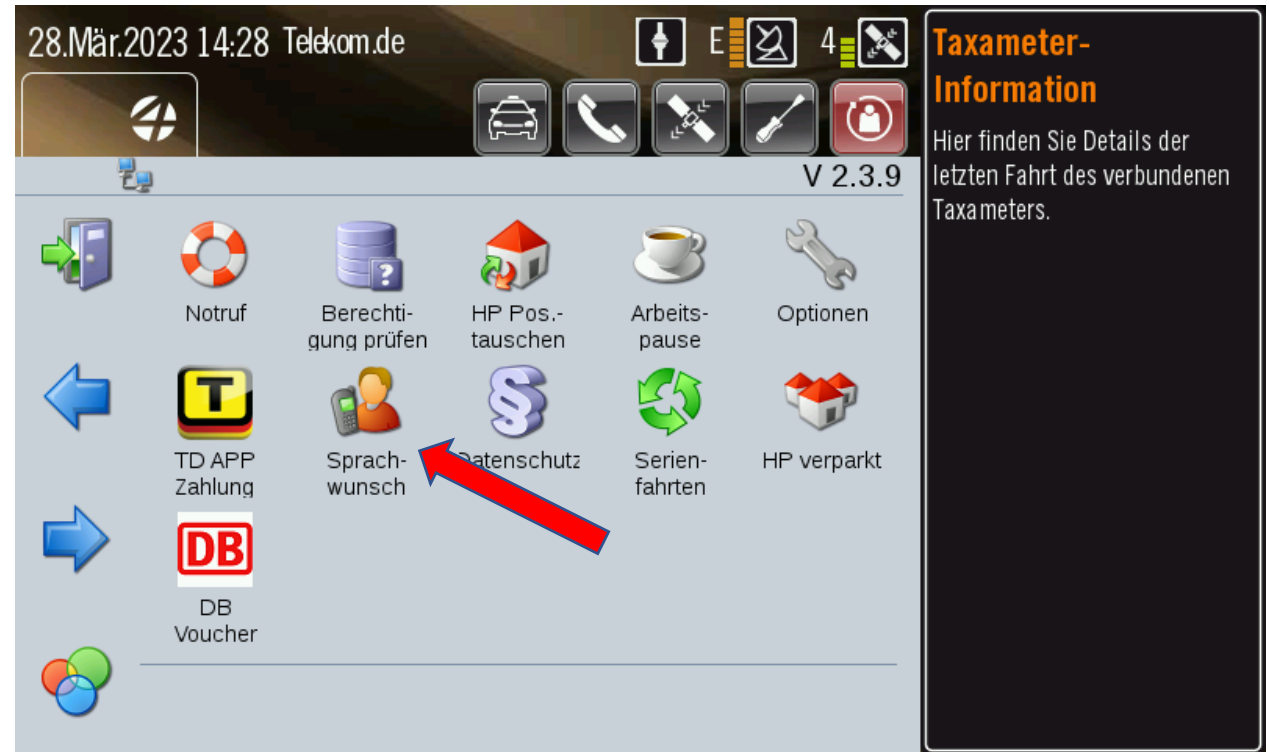 28.Mär.2023 14:28 Telekom.de
E
4
V 2.3.9
Notruf
Berechti-
gung prüfen
HP Pos.-
tauschen
Arbeits-
pause
Optionen
T
TD APP
Zahlung
Sprach-
wunsch
§
Datenschutz
Serien-
fahrten
HP verparkt
DB
DB
Voucher
Taxameter-
Information
Hier finden Sie Details der
letzten Fahrt des verbundenen
Taxameters.